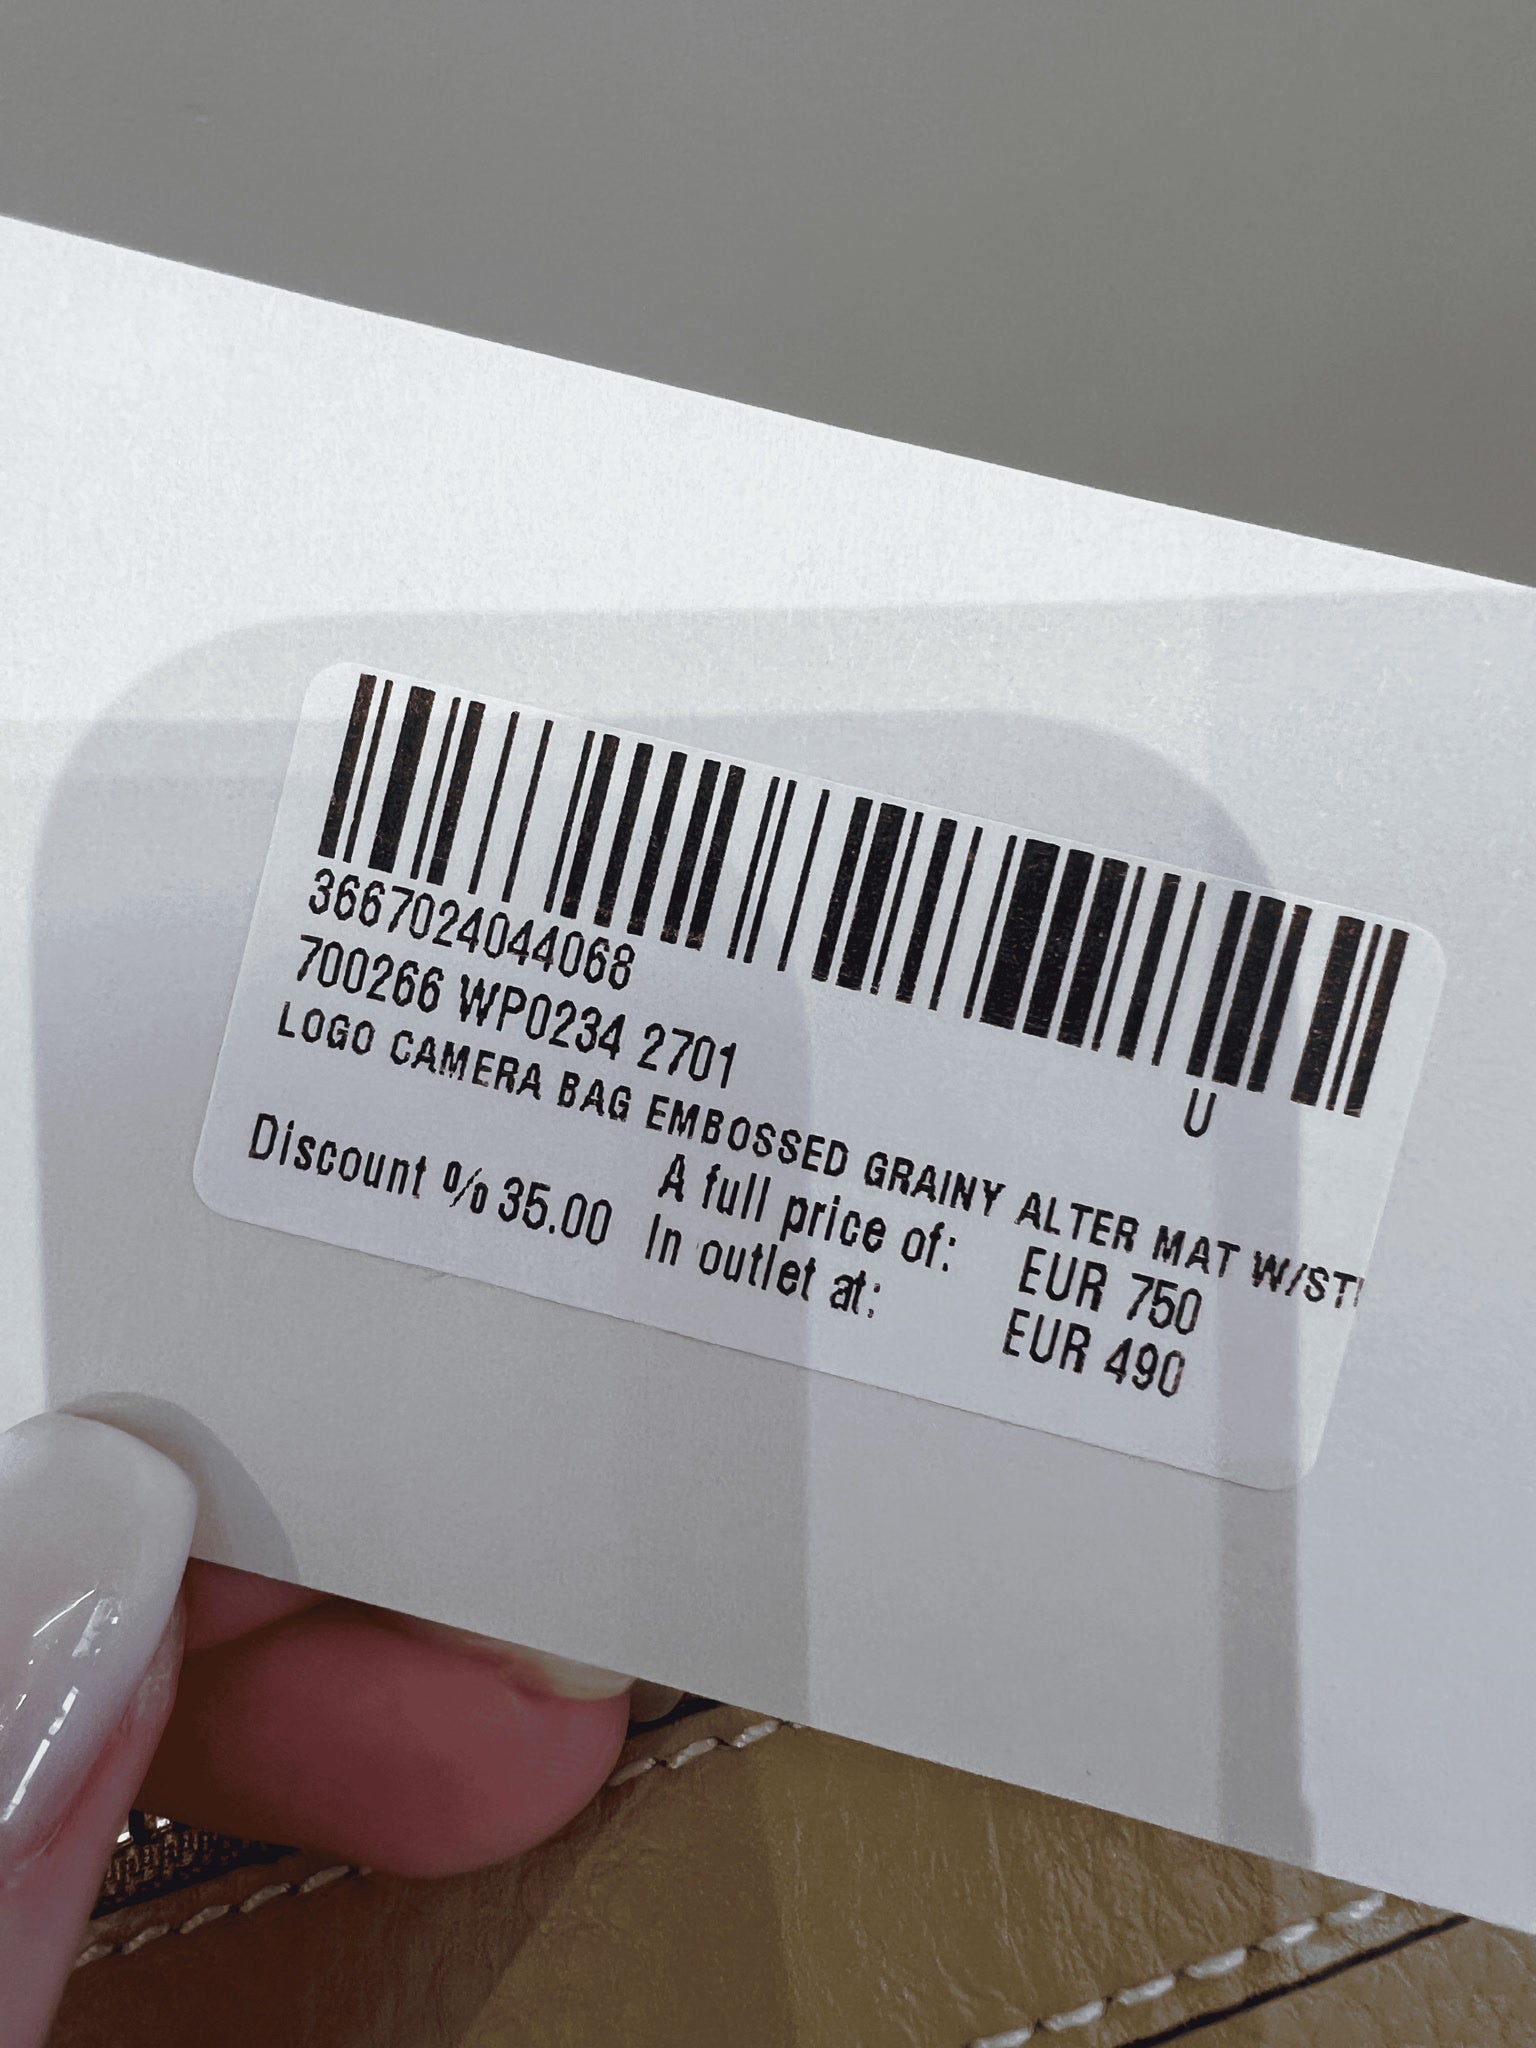 3667024044068
700266 WP0234 2701 U
LOGO CAMERA BAG EMBOSSED GRAINY ALTER MAT
A full price of: EUR 750
Discount % 35.00 In outlet at: EUR 490